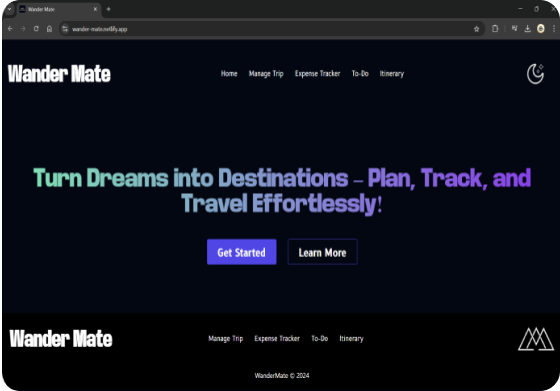 Wander Mate
wander-mate.netlify.app
Wander Mate
Home Manage Trip Expense Tracker To-Do Itinerary
Turn Dreams into Destinations – Plan, Track, and
Travel Effortlessly!
Get Started Learn More
Wander Mate
Manage Trip Expense Tracker To-Do Itinerary
WanderMate © 2024